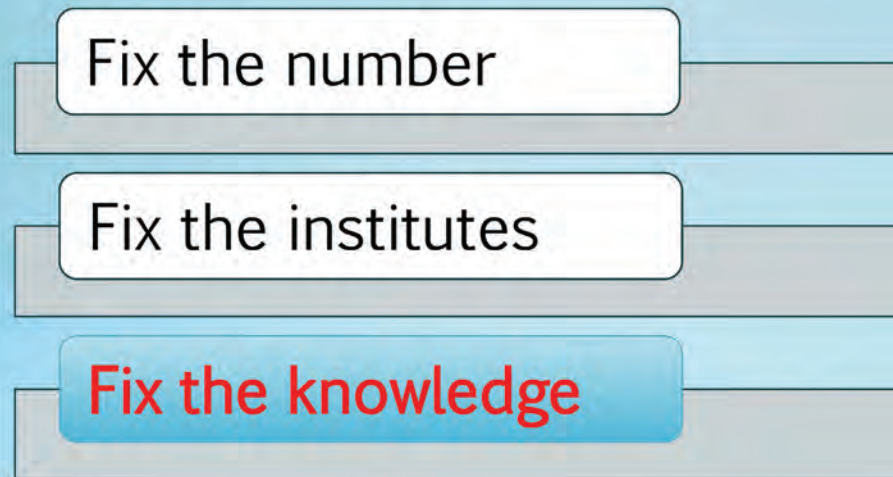 Fix the number
Fix the institutes
Fix the knowledge